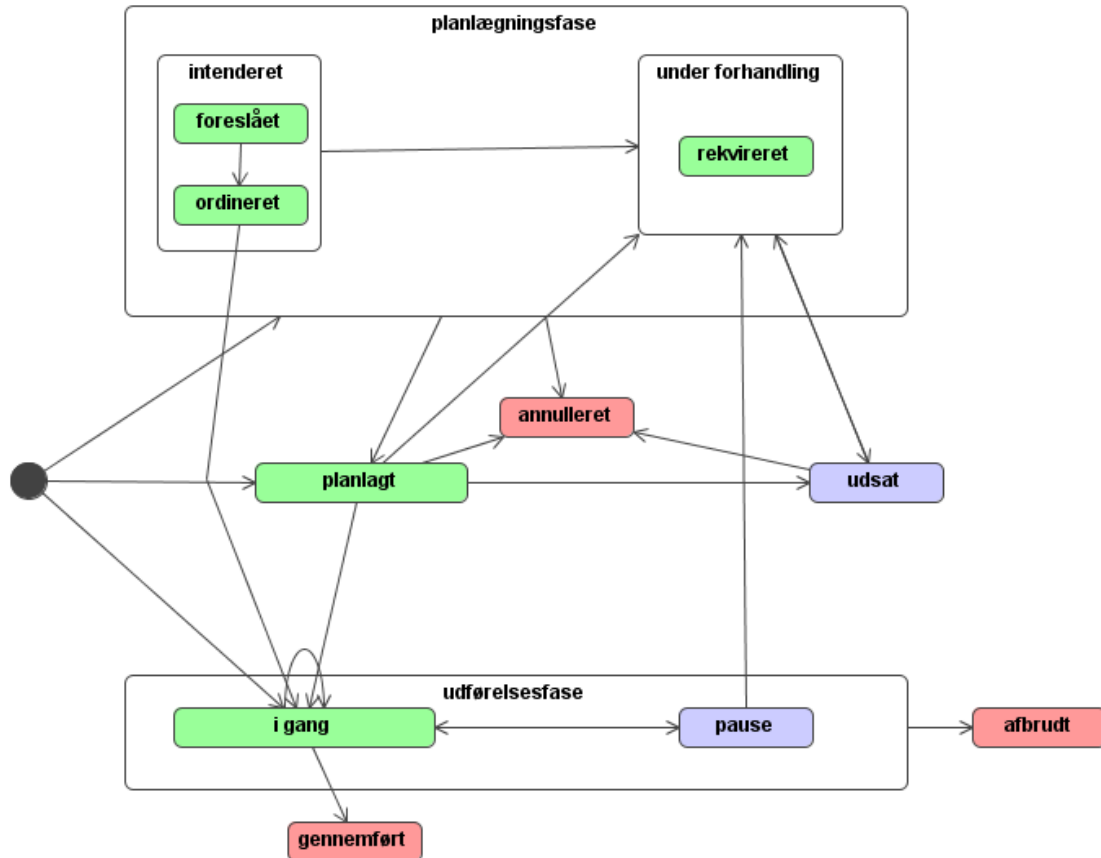 planlægningsfase
intenderet
under forhandling
foreslået
rekvireret
ordineret
annulleret
planlagt
udsat
udførelsesfase
i gang
pause
afbrudt
gennemført